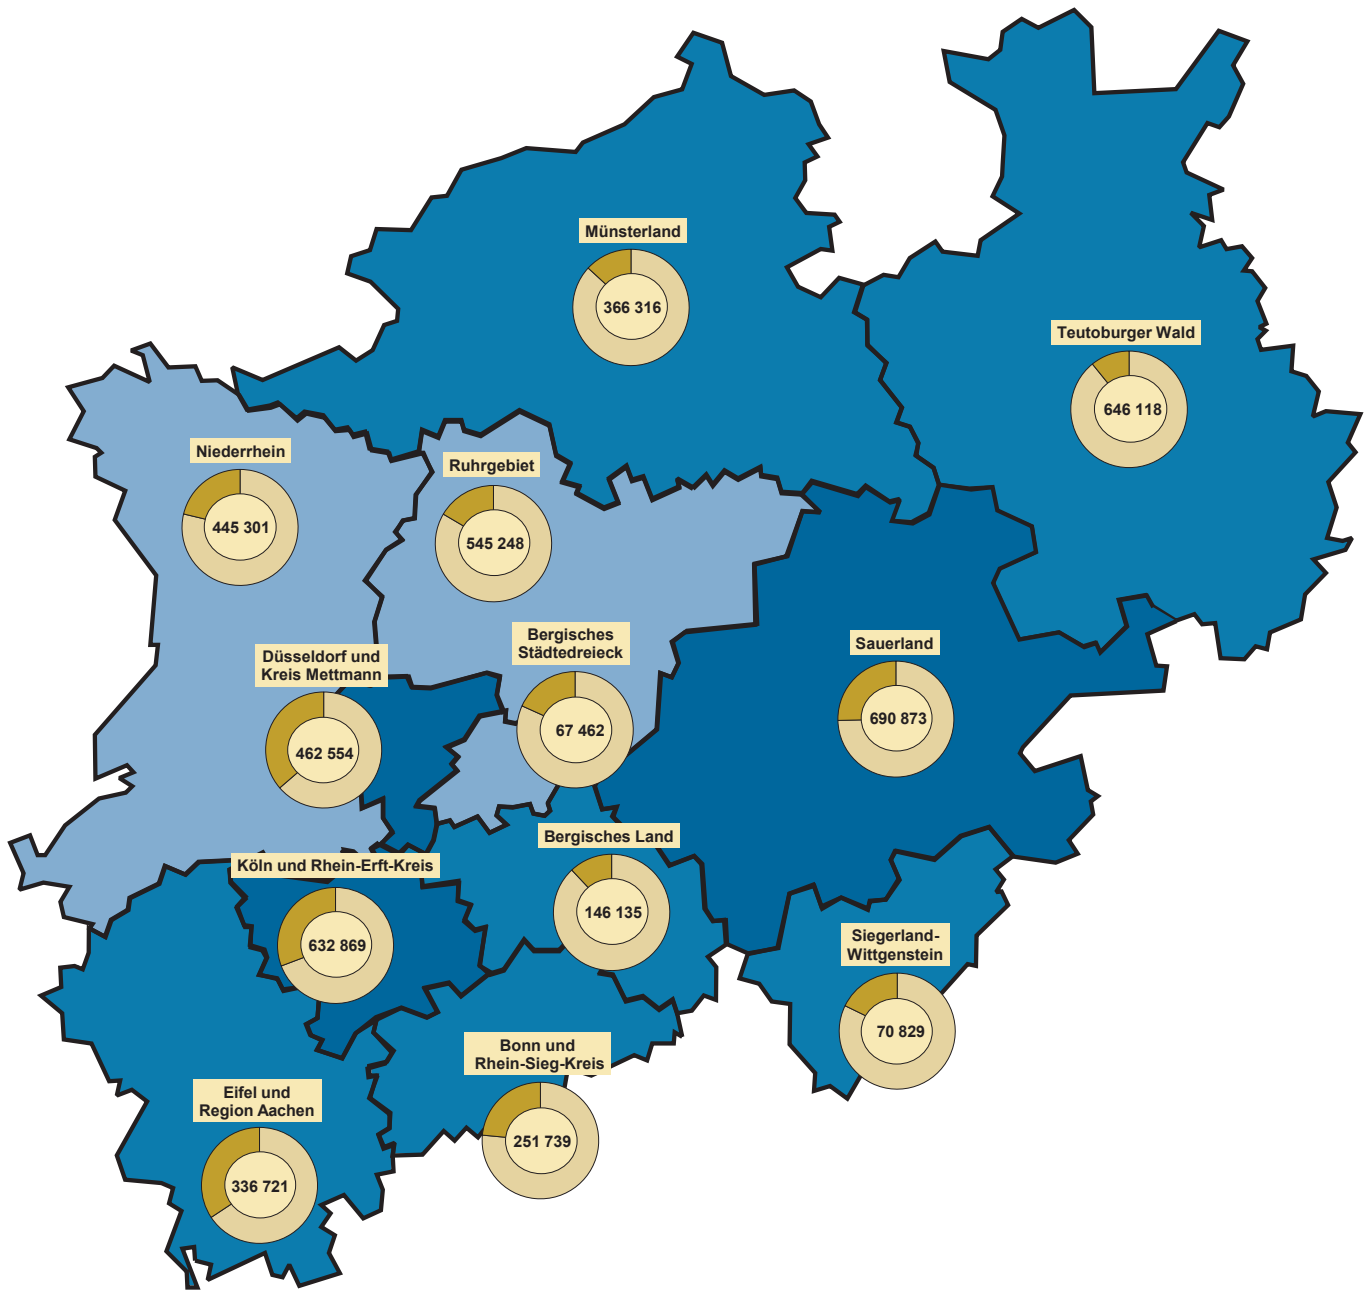 Münsterland
366 316
Teutoburger Wald
646 118
Niederrhein
445 301
Ruhrgebiet
545 248
Bergisches
Städtedreieck
67 462
Sauerland
690 873
Düsseldorf und
Kreis Mettmann
462 554
Bergisches Land
146 135
Köln und Rhein-Erft-Kreis
632 869
Siegerland-
Wittgenstein
70 829
Bonn und
Rhein-Sieg-Kreis
251 739
Eifel und
Region Aachen
336 721